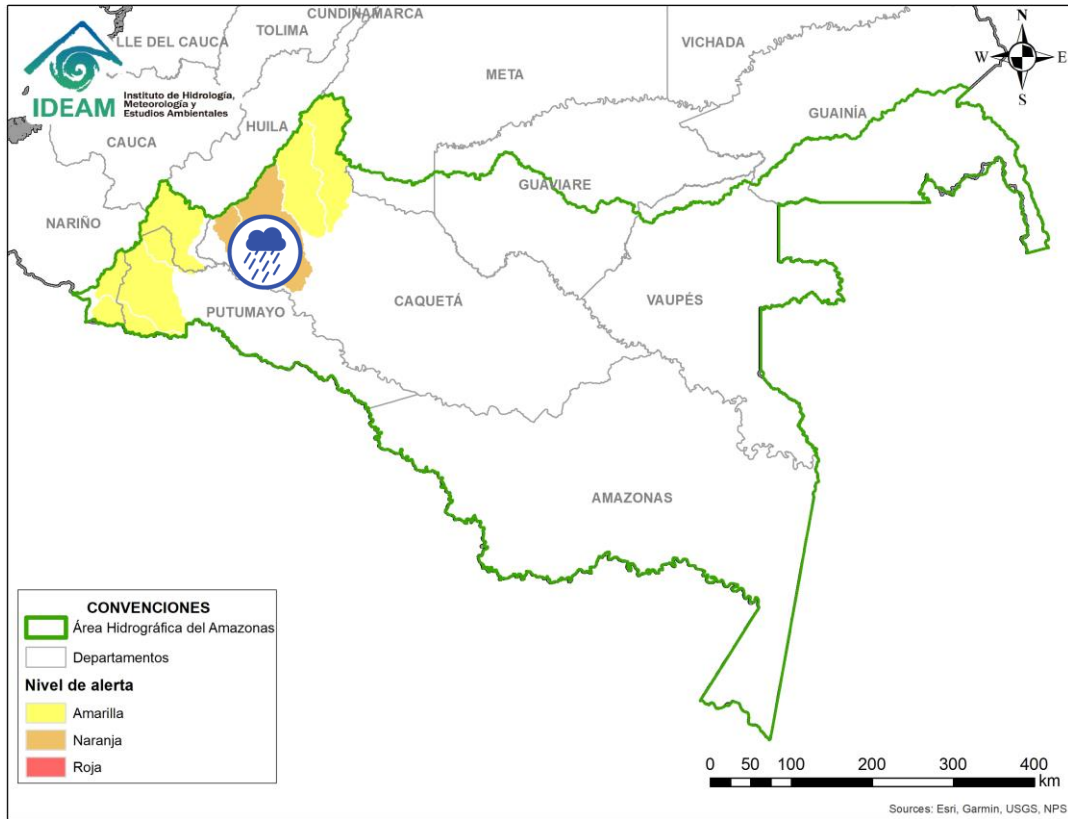 CUNDINAMARCA
LLE DEL CAUCA
TOLIMA
VICHADA
N
W
E
S
IDEAM
Instituto de Hidrología,
Meteorología y
Estudios Ambientales
META
GUAINÍA
HUILA
CAUCA
GUAVIARE
NARIÑO
CAQUETÁ
VAUPÉS
PUTUMAYO
AMAZONAS
CONVENCIONES
Área Hidrográfica del Amazonas
Departamentos
Nivel de alerta
Amarilla
Naranja
Roja
0 50 100 200 300 400
km
Sources: Esri, Garmin, USGS, NPS